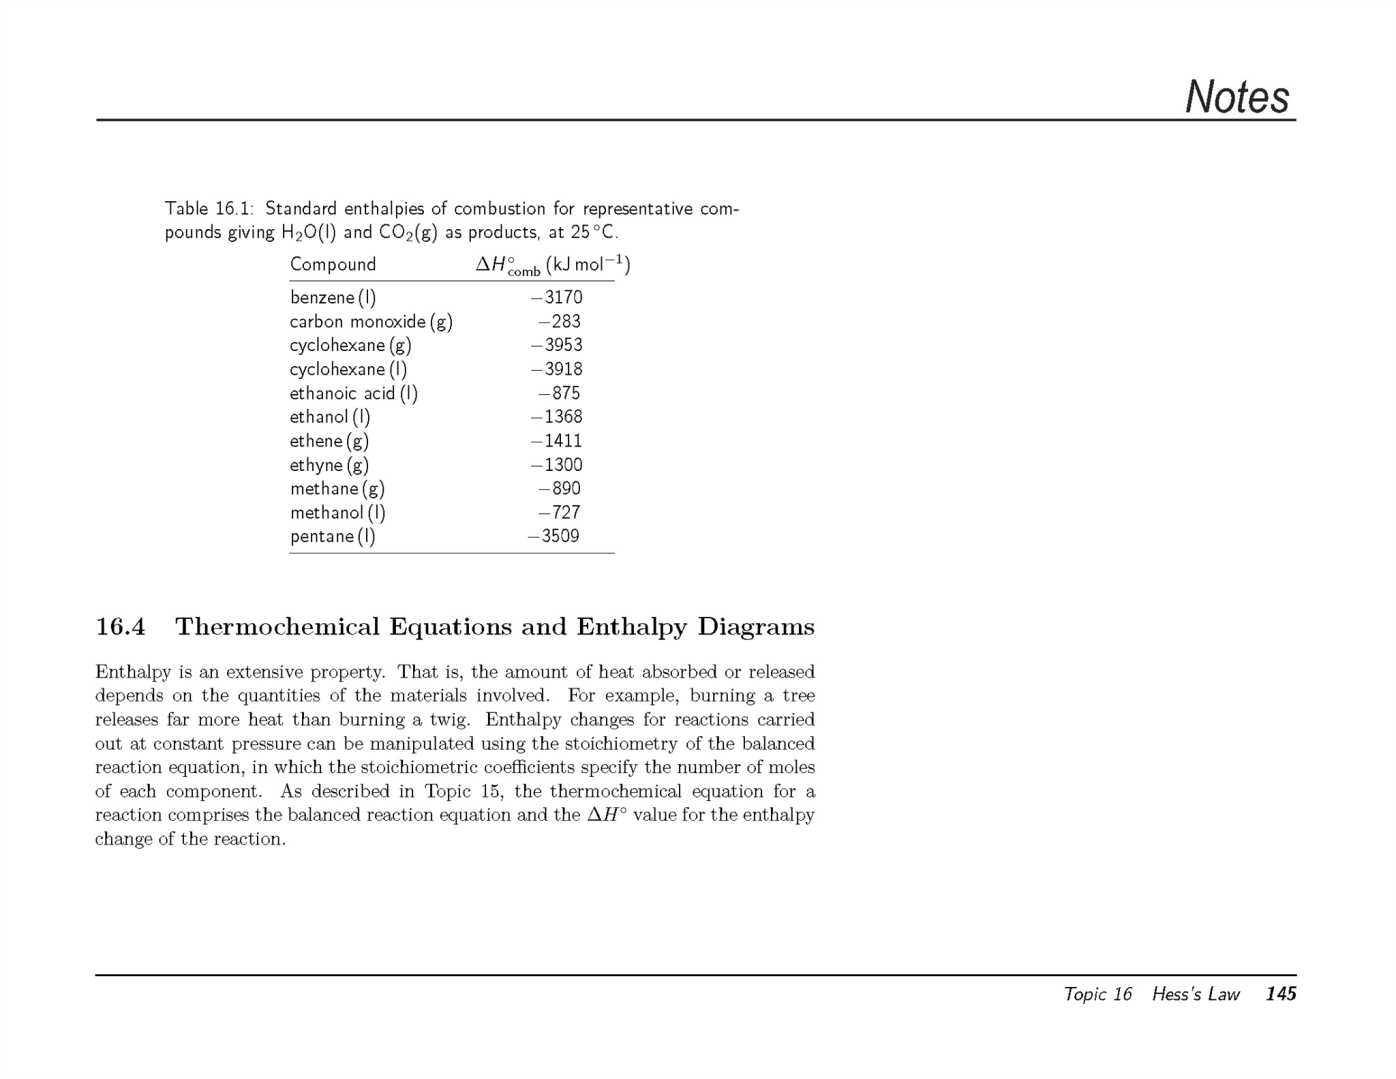 Notes
Table 16.1: Standard enthalpies of combustion for representative com-
pounds giving H₂O(l) and CO₂(g) as products, at 25 °C.
Compound ΔH°comb (kJ mol⁻¹)
benzene (l) −3170
carbon monoxide (g) −283
cyclohexane (g) −3953
cyclohexane (l) −3918
ethanoic acid (l) −875
ethanol (l) −1368
ethene (g) −1411
ethyne (g) −1300
methane (g) −890
methanol (l) −727
pentane (l) −3509
16.4 Thermochemical Equations and Enthalpy Diagrams
Enthalpy is an extensive property. That is, the amount of heat absorbed or released
depends on the quantities of the materials involved. For example, burning a tree
releases far more heat than burning a twig. Enthalpy changes for reactions carried
out at constant pressure can be manipulated using the stoichiometry of the balanced
reaction equation, in which the stoichiometric coefficients specify the number of moles
of each component. As described in Topic 15, the thermochemical equation for a
reaction comprises the balanced reaction equation and the ΔH° value for the enthalpy
change of the reaction.
Topic 16 Hess's Law 145